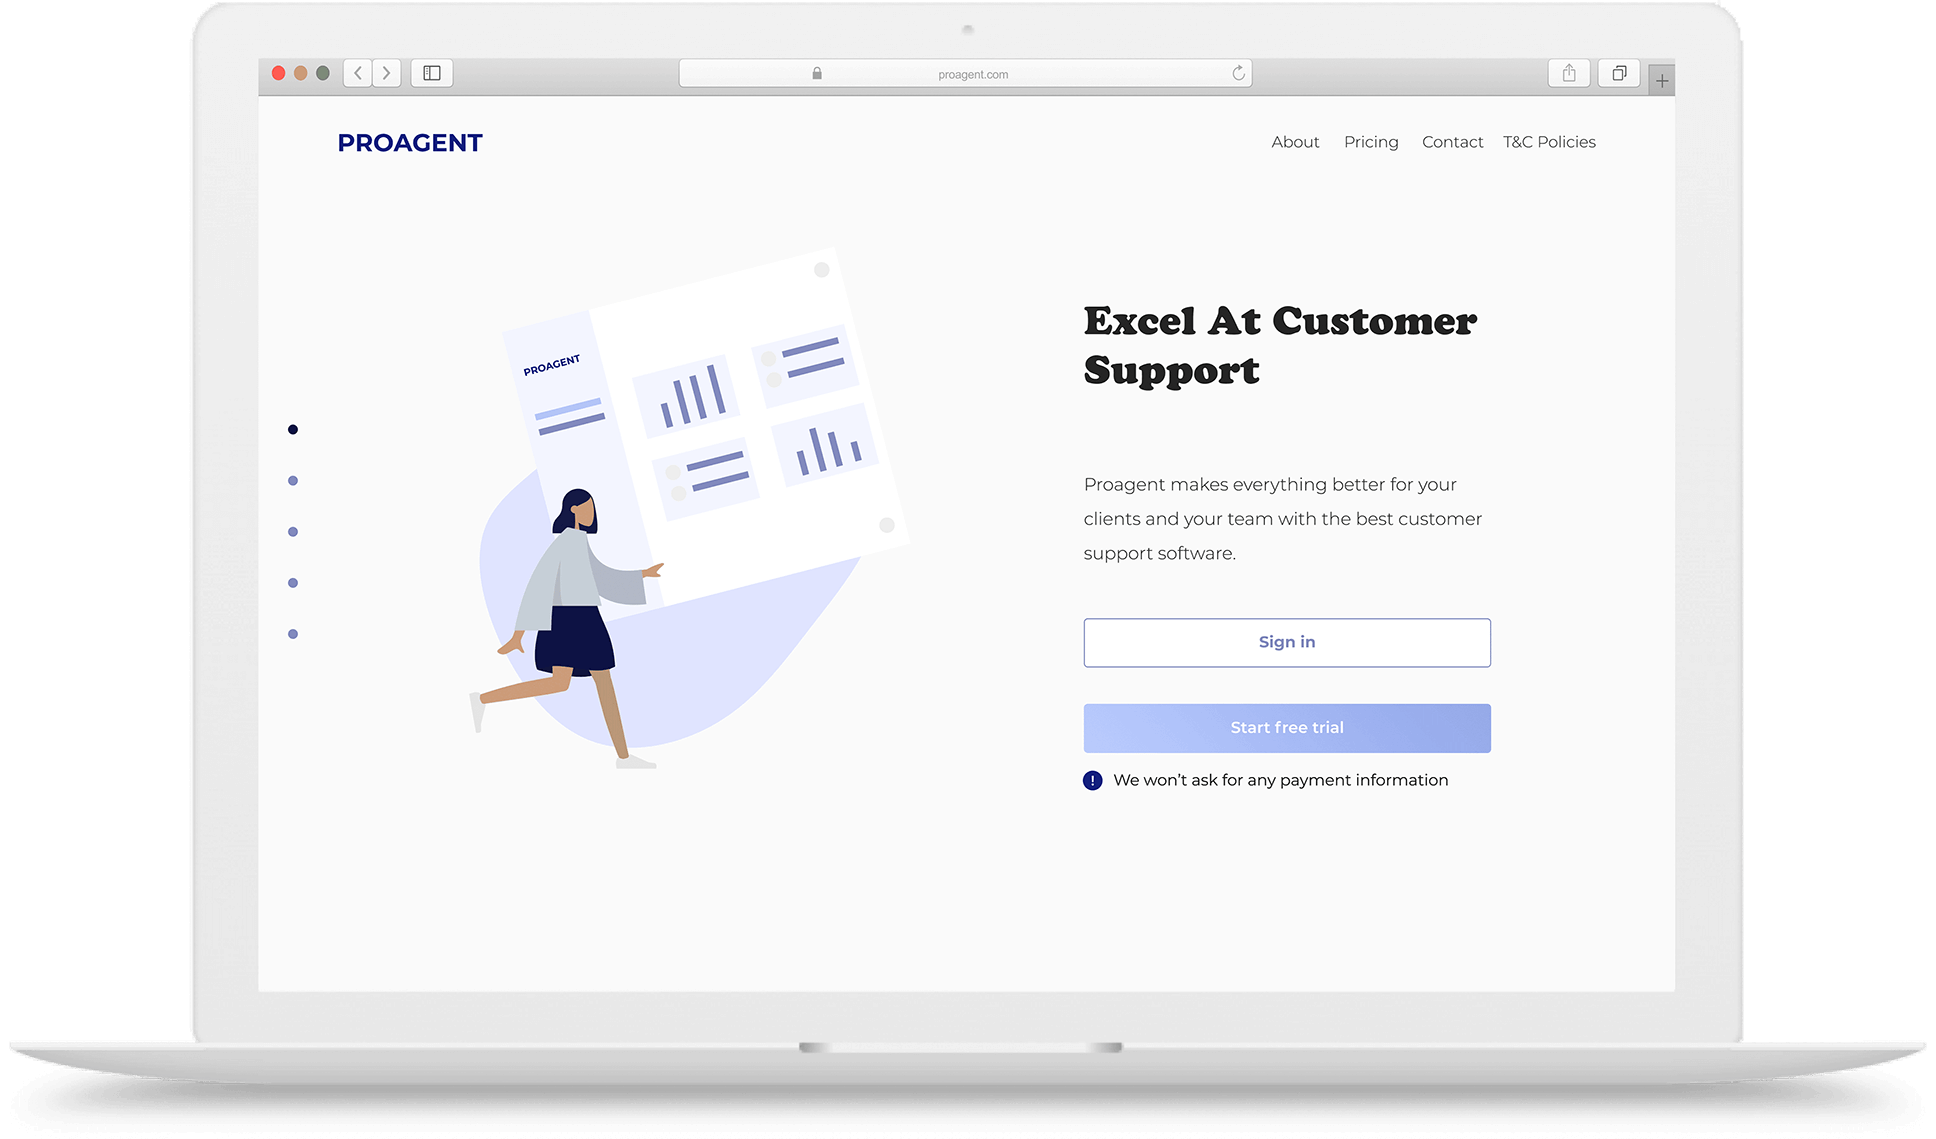 proagent.com
PROAGENT
About Pricing Contact T&C Policies
PROAGENT
Excel At Customer
Support
Proagent makes everything better for your
clients and your team with the best customer
support software.
Sign in
Start free trial
! We won’t ask for any payment information